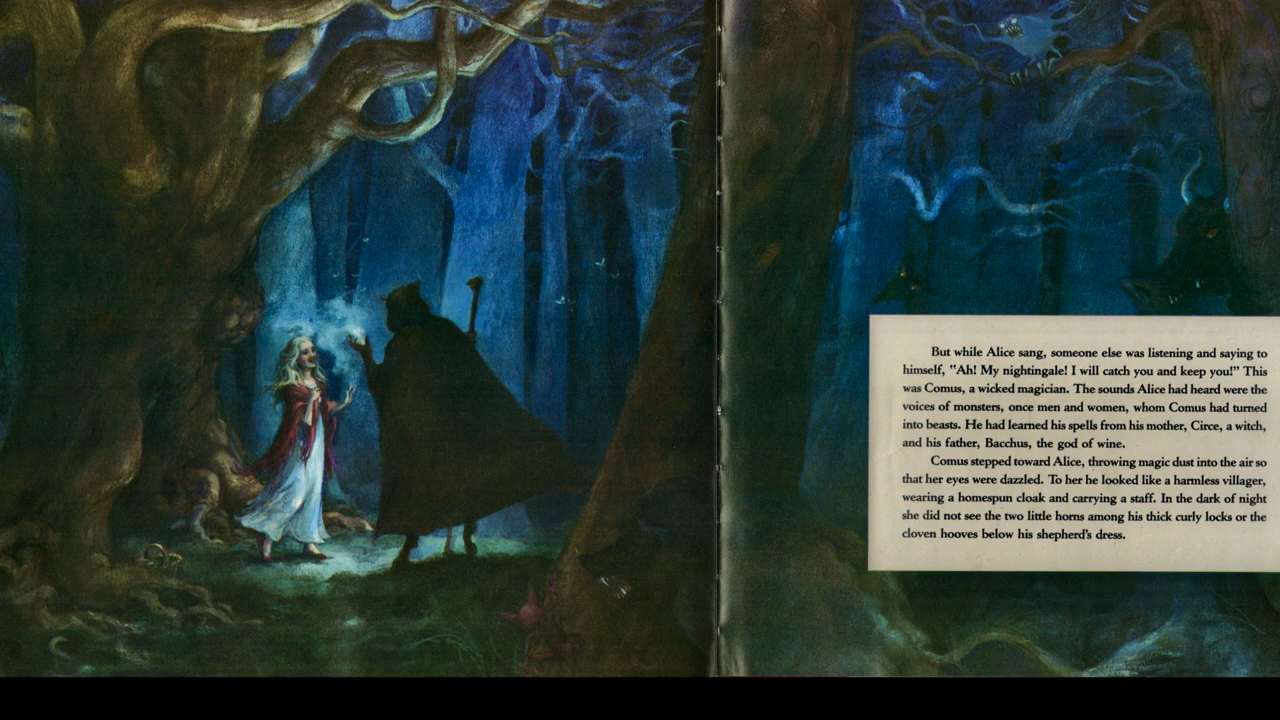 But while Alice sang, someone else was listening and saying to
himself, "Ah! My nightingale! I will catch you and keep you!" This
was Comus, a wicked magician. The sounds Alice had heard were the
voices of monsters, once men and women, whom Comus had turned
into beasts. He had learned his spells from his mother, Circe, a witch,
and his father, Bacchus, the god of wine.
Comus stepped toward Alice, throwing magic dust into the air so
that her eyes were dazzled. To her he looked like a harmless villager,
wearing a homespun cloak and carrying a staff. In the dark of night
she did not see the two little horns among his thick curly locks or the
cloven hooves below his shepherd's dress.